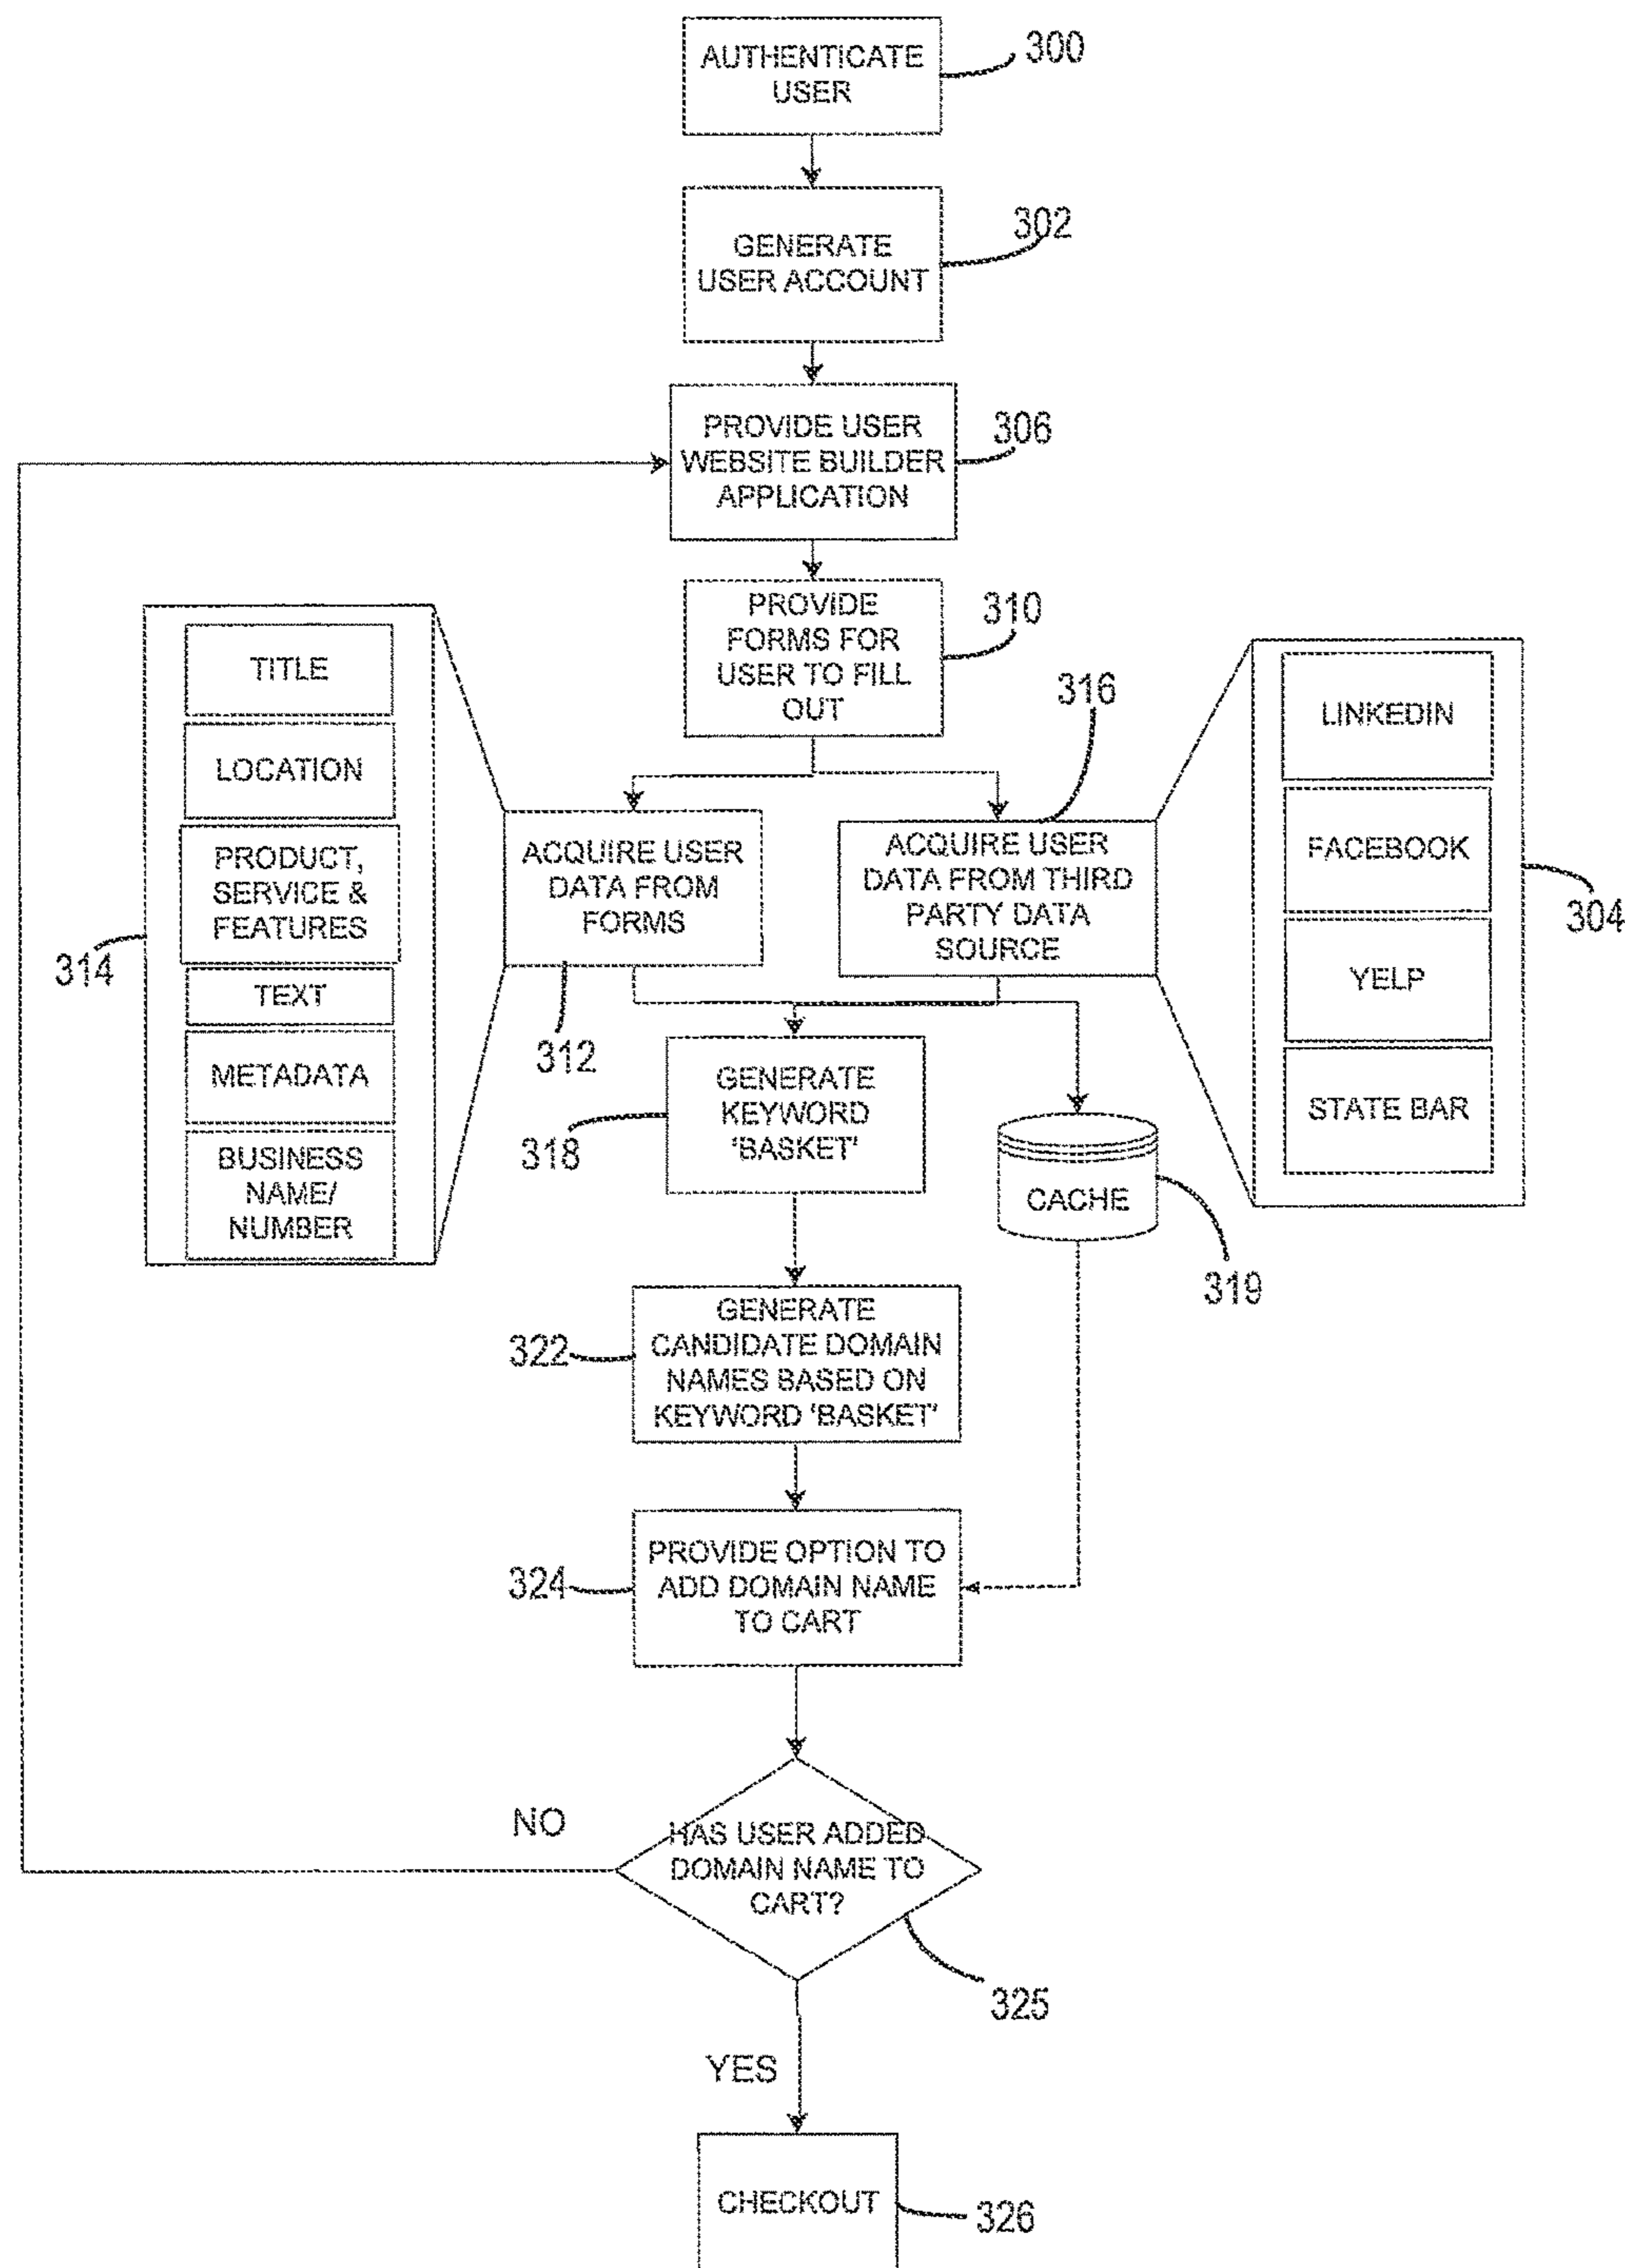 AUTHENTICATE
USER
300
GENERATE
USER ACCOUNT
302
PROVIDE USER
WEBSITE BUILDER
APPLICATION
306
PROVIDE
FORMS FOR
USER TO FILL
OUT
310
TITLE
LOCATION
PRODUCT,
SERVICE &
FEATURES
TEXT
METADATA
BUSINESS
NAME/
NUMBER
314
ACQUIRE USER
DATA FROM
FORMS
312
316
ACQUIRE USER
DATA FROM THIRD
PARTY DATA
SOURCE
LINKEDIN
FACEBOOK
YELP
STATE BAR
304
GENERATE
KEYWORD
'BASKET'
318
CACHE
319
GENERATE
CANDIDATE DOMAIN
NAMES BASED ON
KEYWORD 'BASKET'
322
PROVIDE OPTION TO
ADD DOMAIN NAME
TO CART
324
NO
HAS USER ADDED
DOMAIN NAME TO
CART?
325
YES
CHECKOUT
326